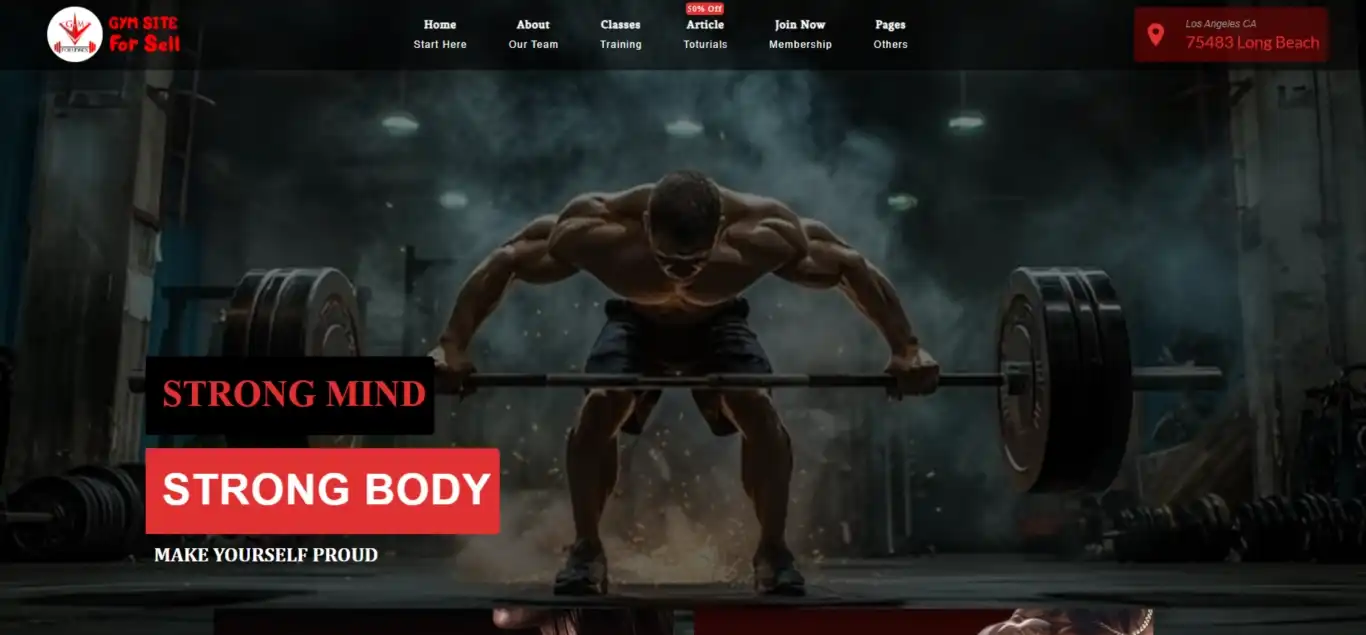 GYM SITE
For Sell
Home
Start Here
About
Our Team
Classes
Training
50% Off
Article
Toturials
Join Now
Membership
Pages
Others
Los Angeles CA
75483 Long Beach
STRONG MIND
STRONG BODY
MAKE YOURSELF PROUD